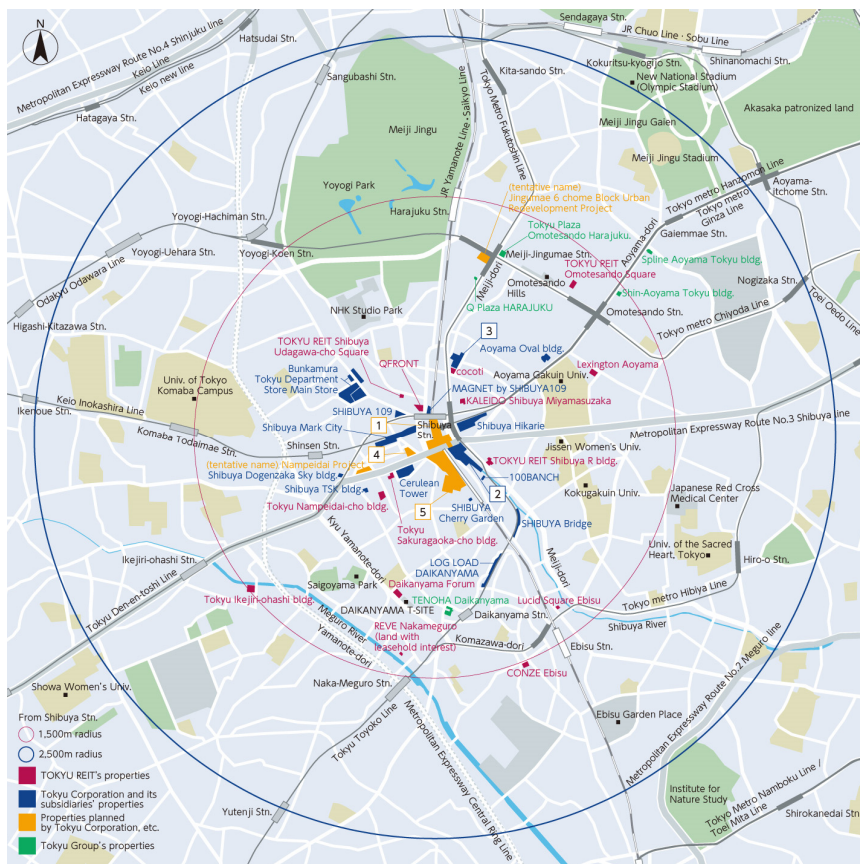 N
Metropolitan Expressway Route No.4 Shinjuku line
Keio Line
Keio new line
Hatsudai Stn.
Hatagaya Stn.
Sangubashi Stn.
JR Yamanote Line・Saikyo Line
Tokyo Metro Fukutoshin Line
Kita-sando Stn.
Sendagaya Stn.
JR Chuo Line・Sobu Line
Kokuritsu-kyogijo Stn.
Shinanomachi Stn.
New National Stadium
(Olympic Stadium)
Akasaka patronized land
Meiji Jingu Gaien
Meiji Jingu Stadium
Meiji Jingu
Yoyogi Park
Harajuku Stn.
(tentative name)
Jingumae 6 chome Block Urban
Redevelopment Project
Tokyo metro Hanzomon Line
Tokyo metro
Ginza Line
Aoyama-
itchome Stn.
Gaiemmae Stn.
Aoyama-dori
Tokyu Plaza
Omotesando Harajuku.
Meiji-Jingumae Stn.
Spline Aoyama Tokyu bldg.
TOKYU REIT
Omotesando Square
Omotesando
Hills
Shin-Aoyama Tokyu bldg.
Nogizaka Stn.
Toei Oedo Line
Omotesando Stn.
Tokyo metro Chiyoda Line
Yoyogi-Hachiman Stn.
Yoyogi-Uehara Stn.
Yoyogi-Koen Stn.
Odakyu Odawara Line
Higashi-Kitazawa Stn.
Meiji-dori
Q Plaza HARAJUKU
NHK Studio Park
3
Aoyama Oval bldg.
TOKYU REIT Shibuya
Udagawa-cho Square
QFRONT
cocoti
Aoyama Gakuin Univ.
Lexington Aoyama
Bunkamura
Tokyu Department
Store Main Store
MAGNET by SHIBUYA109
KALEIDO Shibuya Miyamasuzaka
Univ. of Tokyo
Komaba Campus
Keio Inokashira Line
Ikenoue Stn.
Komaba Todaimae Stn.
SHIBUYA 109
1
Shibuya
Stn.
Shibuya Mark City
Shibuya Hikarie
Metropolitan Expressway Route No.3 Shibuya line
Shinsen Stn.
4
Jissen Women's Univ.
(tentative name) Nampeidai Project
TOKYU REIT Shibuya R bldg.
Shibuya Dogenzaka Sky bldg.
100BANCH
Shibuya TSK bldg.
Cerulean
Tower
Kokugakuin Univ.
Japanese Red Cross
Medical Center
Tokyu Nampeidai-cho bldg.
5
2
SHIBUYA
Cherry Garden
SHIBUYA Bridge
Tokyu
Sakuragaoka-cho bldg.
Kyu Yamanote-dori
Univ. of the Sacred
Heart, Tokyo
Hiro-o Stn.
Ikejiri-ohashi Stn.
Tokyu Den-en-toshi Line
LOG LOAD
DAIKANYAMA
Meiji-dori
Saigoyama Park
Daikanyama Forum
Lucid Square Ebisu
Tokyo metro Hibiya Line
Tokyu Ikejiri-ohashi bldg.
DAIKANYAMA T-SITE
TENOHA Daikanyama
Daikanyama Stn.
Shibuya River
Meguro River
Yamanote-dori
REVE Nakameguro
(land with
leasehold interest)
Komazawa-dori
Ebisu Stn.
CONZE Ebisu
Metropolitan Expressway Route No.2 Meguro line
Showa Women's Univ.
Naka-Meguro Stn.
Ebisu Garden Place
Tokyu Toyoko Line
Metropolitan Expressway Central Ring Line
Yutenji Stn.
Institute for
Nature Study
Tokyo Metro Namboku Line /
Toei Mita Line
Shirokanedai Stn.
From Shibuya Stn.
1,500m radius
2,500m radius
TOKYU REIT's properties
Tokyu Corporation and its
subsidiaries' properties
Properties planned
by Tokyu Corporation, etc.
Tokyu Group's properties